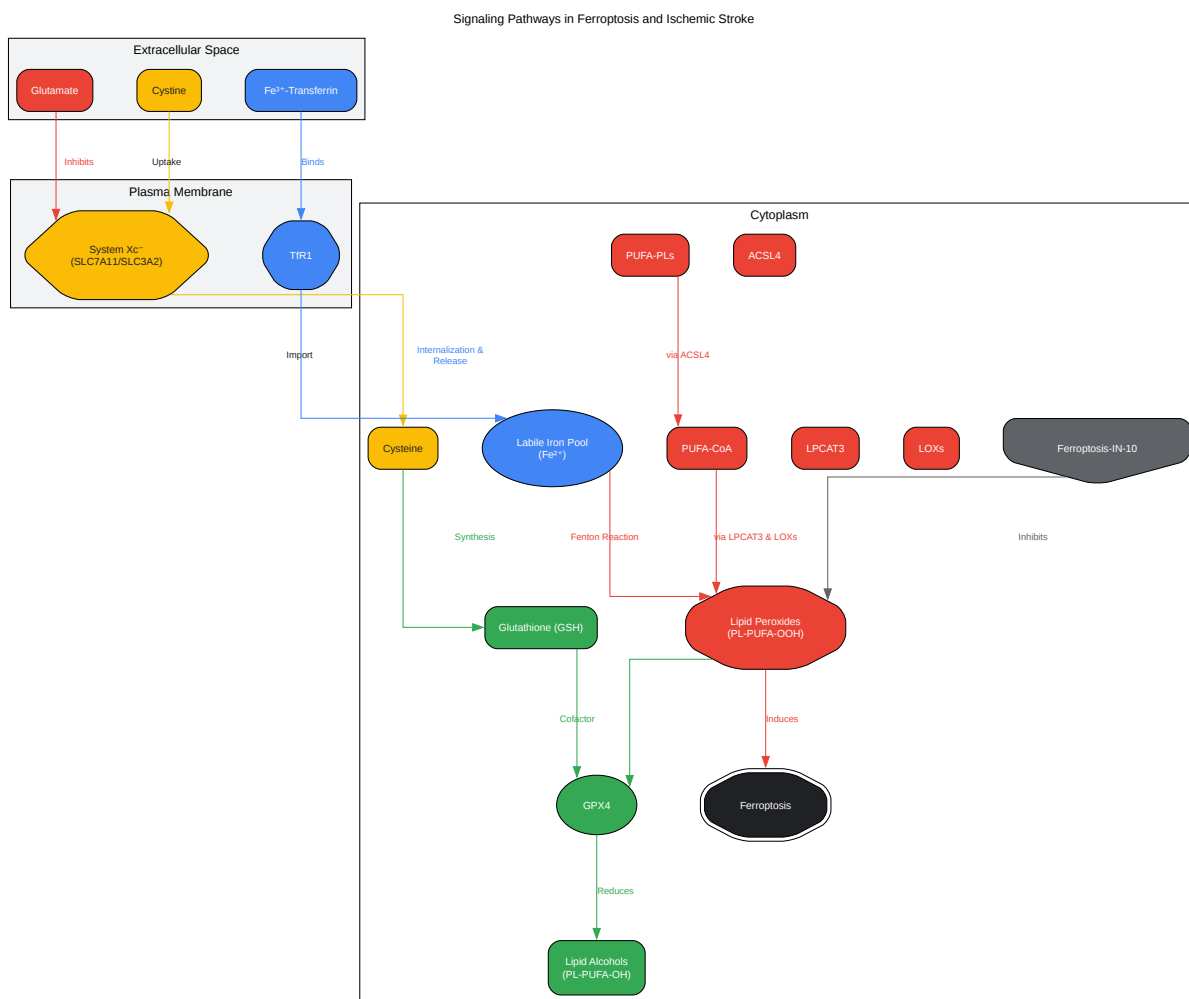 Signaling Pathways in Ferroptosis and Ischemic Stroke
Extracellular Space
Glutamate
Cystine
Fe³⁺-Transferrin
Inhibits
Uptake
Binds
Plasma Membrane
System Xc⁻
(SLC7A11/SLC3A2)
TfR1
Cytoplasm
PUFA-PLs
ACSL4
Import
Internalization &
Release
via ACSL4
Cysteine
Labile Iron Pool
(Fe²⁺)
PUFA-CoA
LPCAT3
LOXs
Ferroptosis-IN-10
Synthesis
Fenton Reaction
via LPCAT3 & LOXs
Inhibits
Glutathione (GSH)
Lipid Peroxides
(PL-PUFA-OOH)
Cofactor
Induces
GPX4
Ferroptosis
Reduces
Lipid Alcohols
(PL-PUFA-OH)